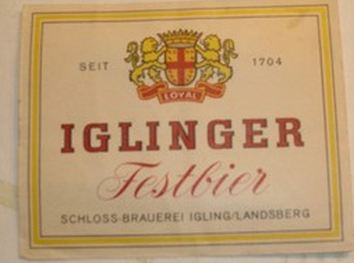 SEIT 1704
LOYAL
IGLINGER
Festbier
SCHLOSS-BRAUEREI IGLING/LANDSBERG